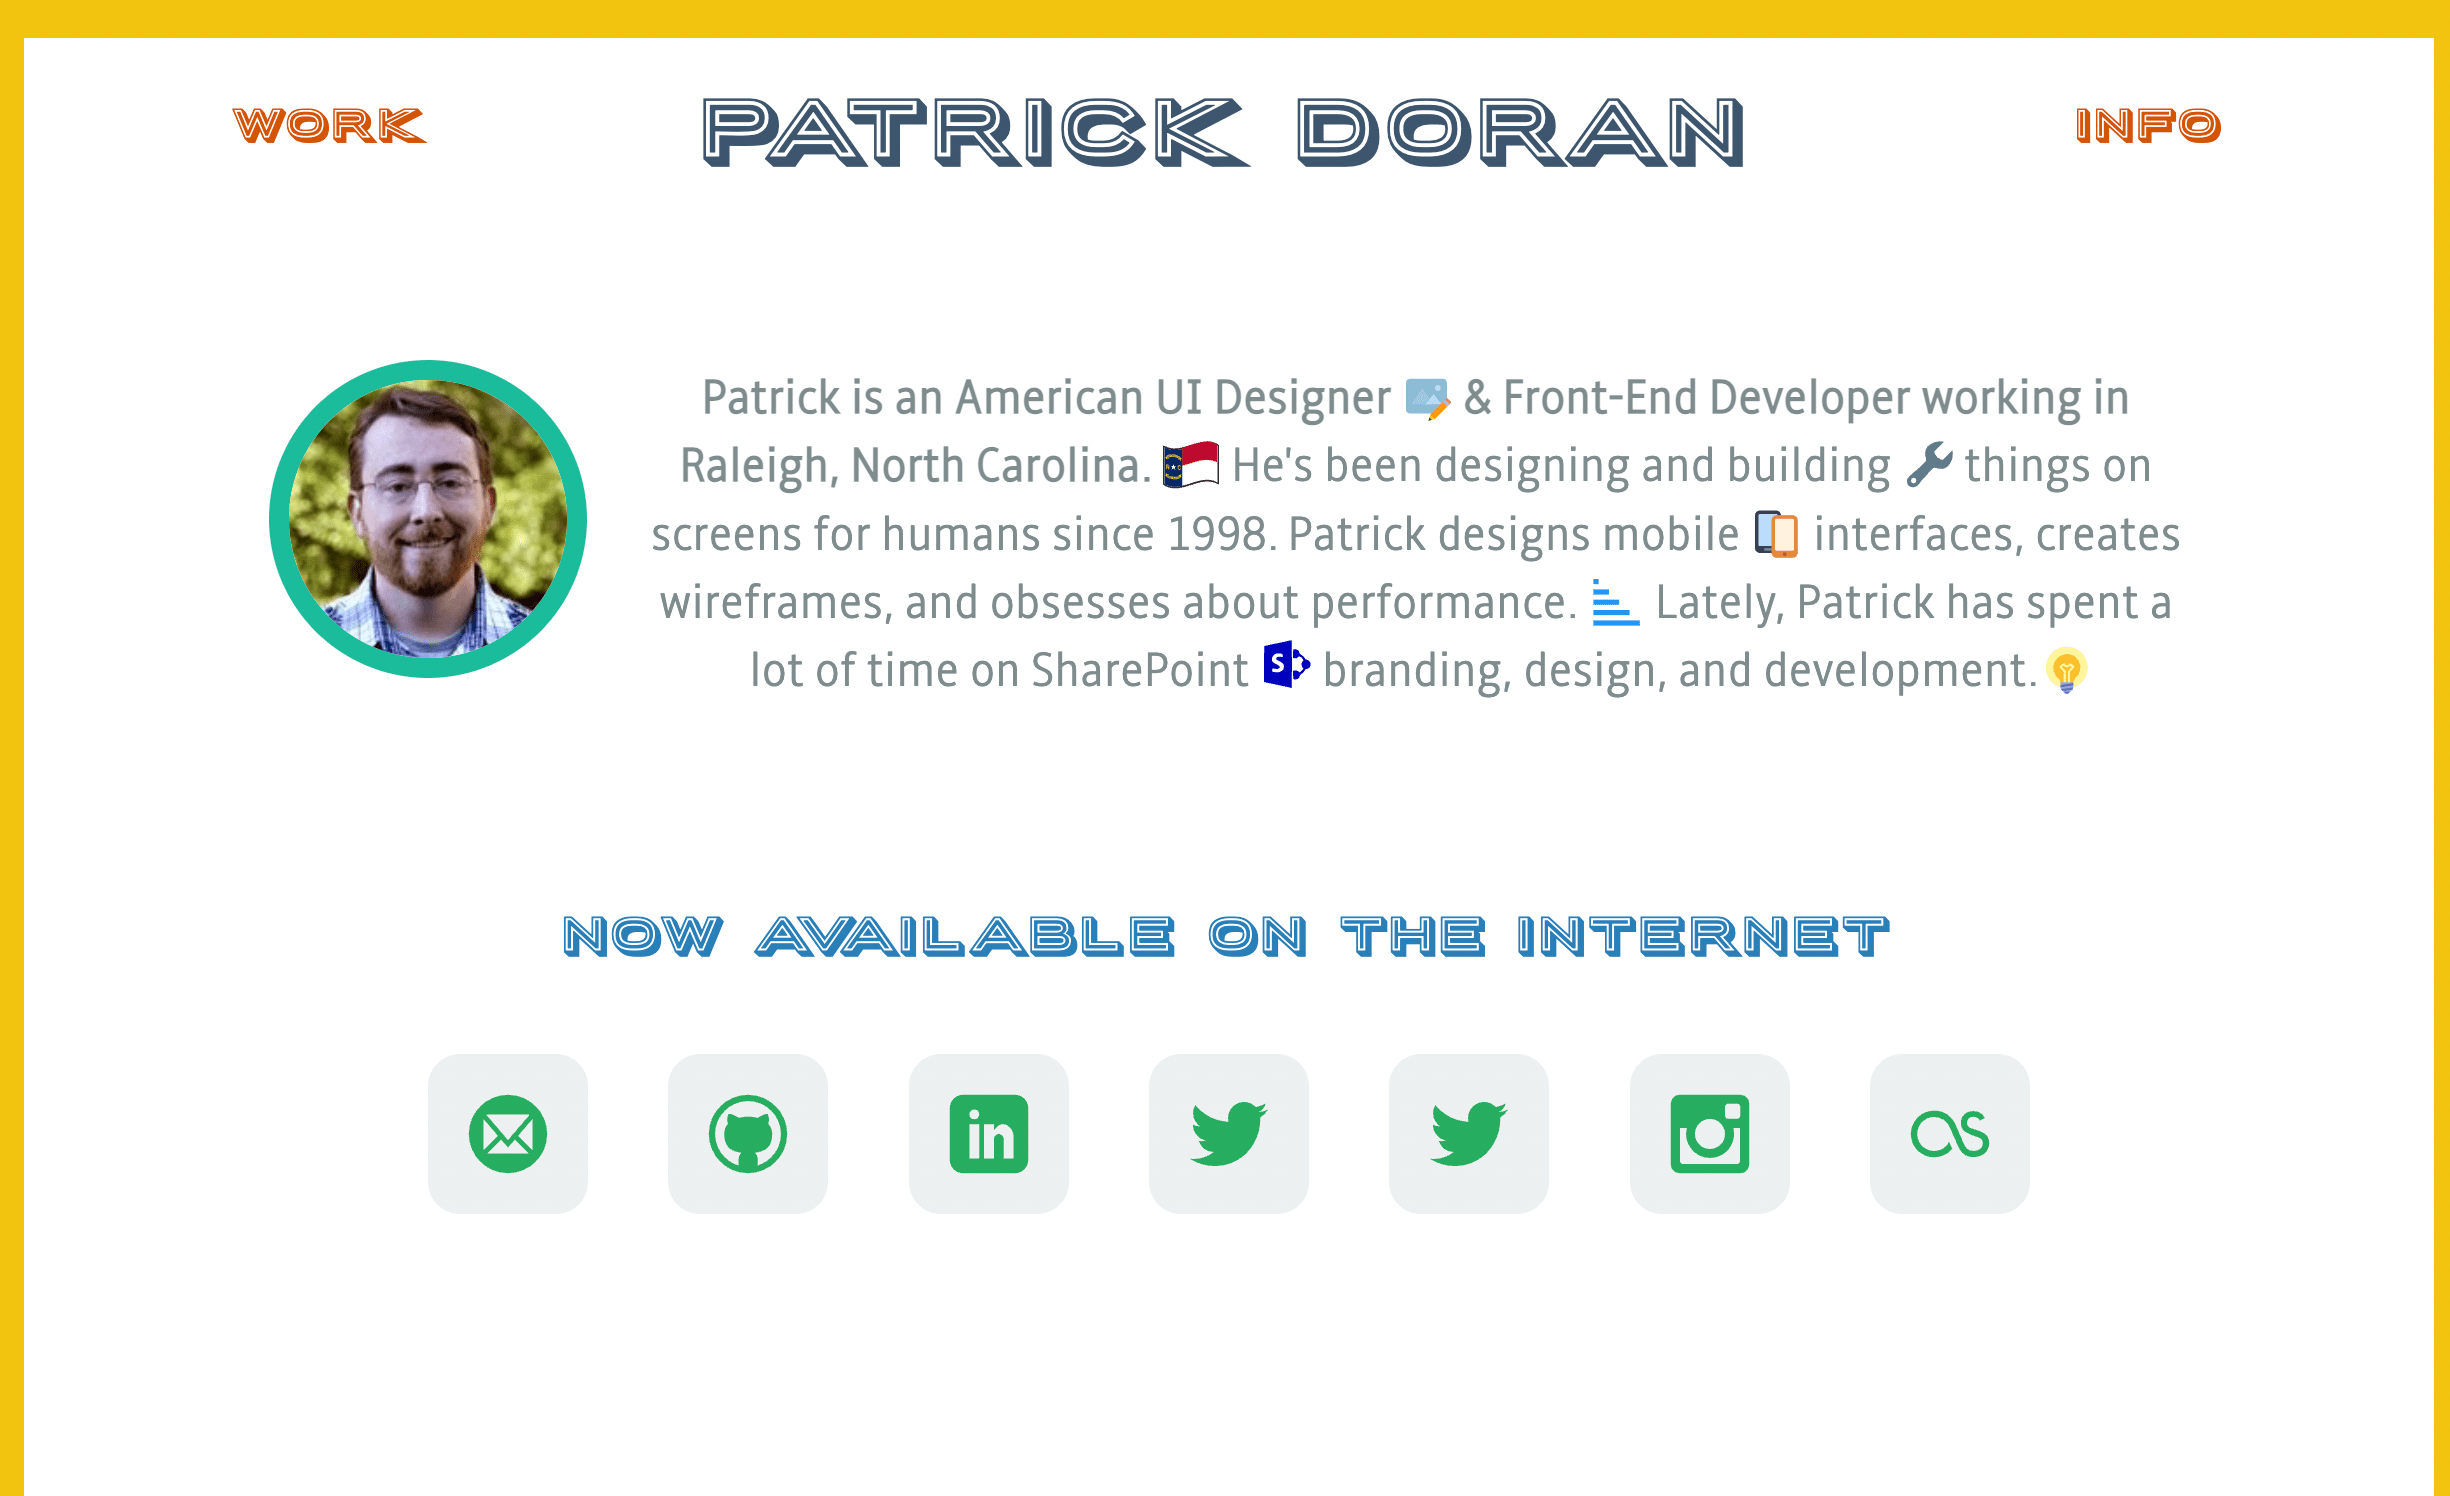 WORK
PATRICK DORAN
INFO
Patrick is an American UI Designer & Front-End Developer working in
Raleigh, North Carolina. He's been designing and building things on
screens for humans since 1998. Patrick designs mobile interfaces, creates
wireframes, and obsesses about performance. Lately, Patrick has spent a
lot of time on SharePoint S branding, design, and development.
NOW AVAILABLE ON THE INTERNET
in